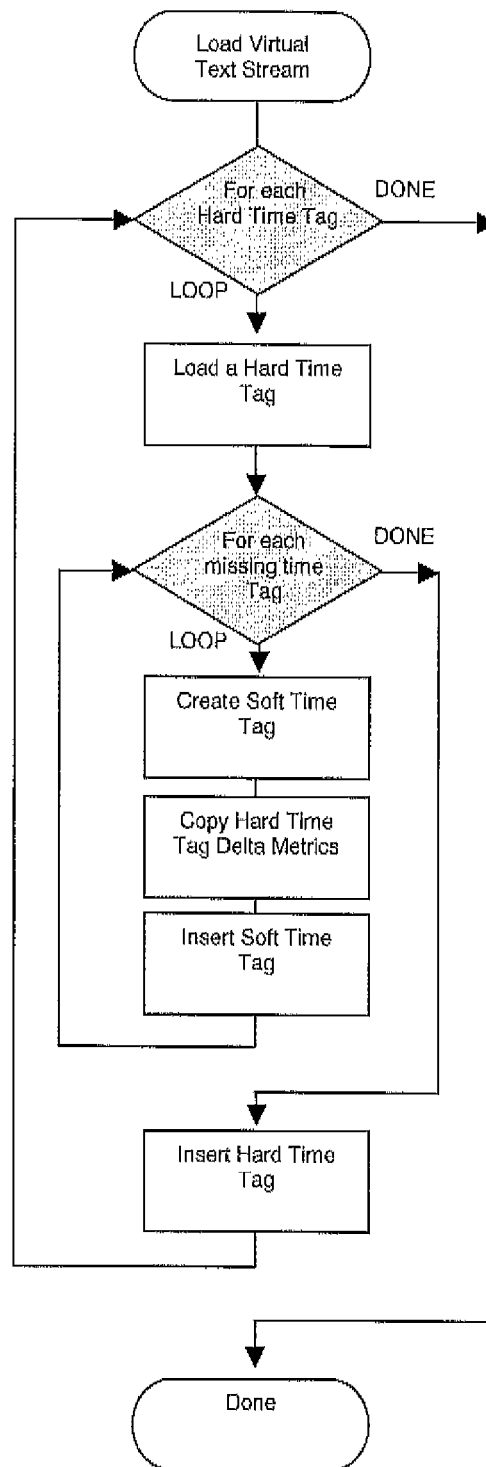 Load Virtual
Text Stream
For each
Hard Time Tag
DONE
LOOP
Load a Hard Time
Tag
For each
missing time
Tag
DONE
LOOP
Create Soft Time
Tag
Copy Hard Time
Tag Delta Metrics
Insert Soft Time
Tag
Insert Hard Time
Tag
Done